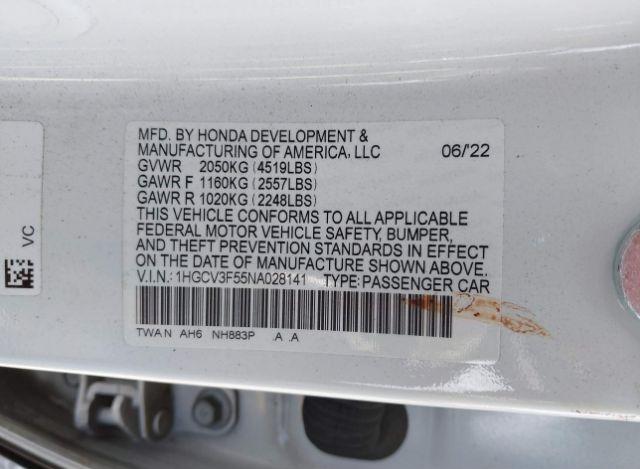 MFD. BY HONDA DEVELOPMENT &
MANUFACTURING OF AMERICA, LLC 06/'22
GVWR 2050KG (4519LBS)
GAWR F 1160KG (2557LBS)
GAWR R 1020KG (2248LBS)
THIS VEHICLE CONFORMS TO ALL APPLICABLE
FEDERAL MOTOR VEHICLE SAFETY, BUMPER,
AND THEFT PREVENTION STANDARDS IN EFFECT
ON THE DATE OF MANUFACTURE SHOWN ABOVE.
V.I.N.: 1HGCV3F55NA028141 TYPE: PASSENGER CAR
TWA N AH6 NH883P .A .A
VC